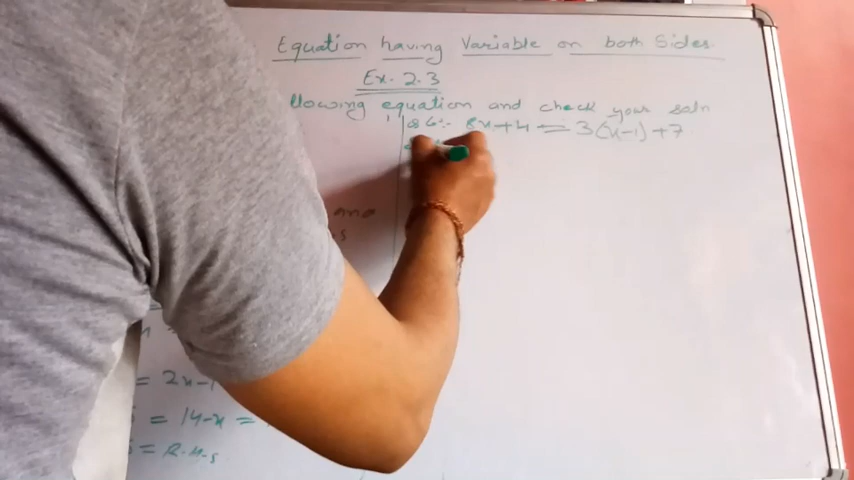 Equation having Variable on both Sides.
Ex. 2.3
llowing equation and check your soln
Q6:- 8x+4 = 3(x-1)+7
= 2x-1
= 14-x =
= R.H.S